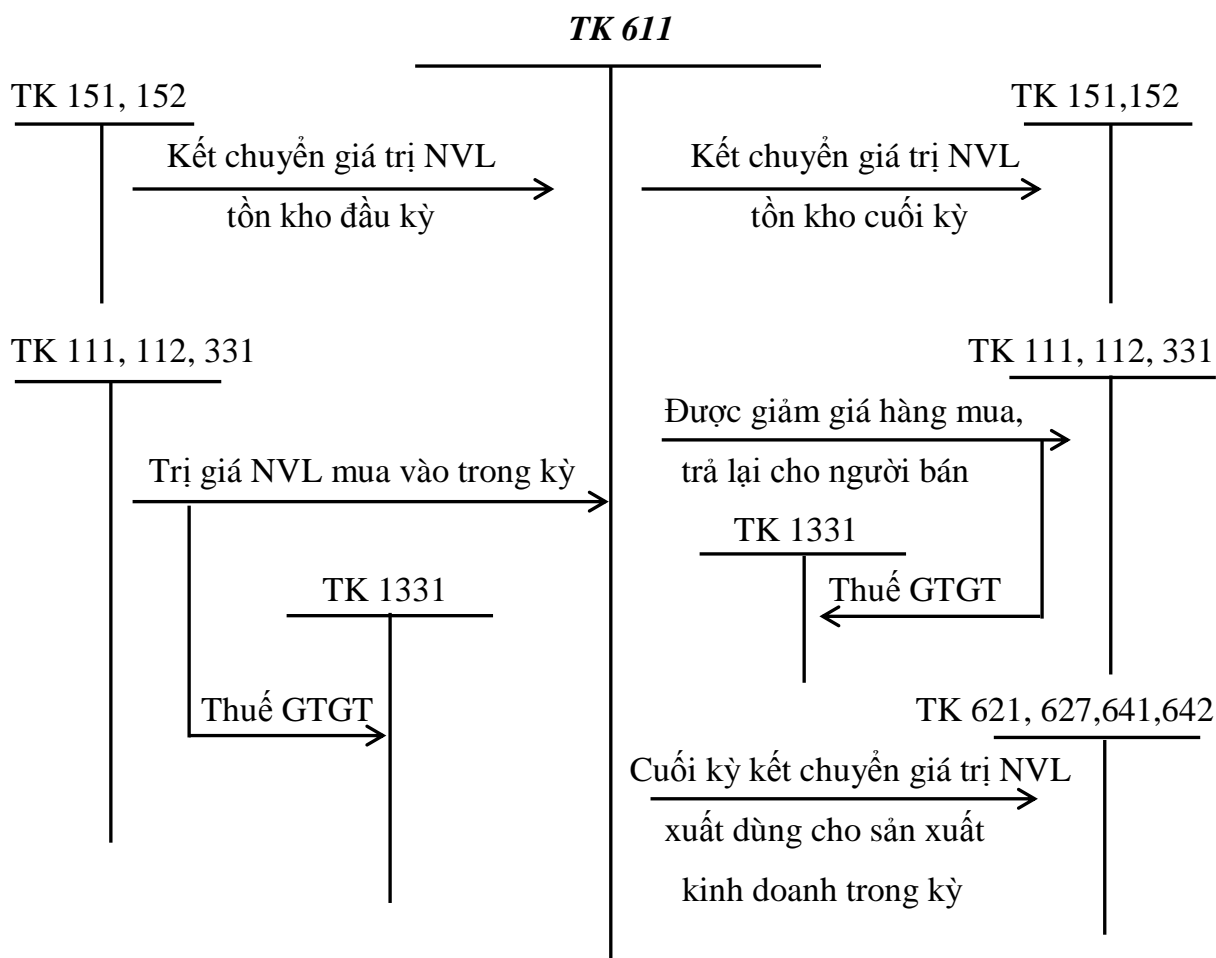 TK 611
TK 151, 152
Kết chuyển giá trị NVL
tồn kho đầu kỳ
Kết chuyển giá trị NVL
tồn kho cuối kỳ
TK 151,152
TK 111, 112, 331
Trị giá NVL mua vào trong kỳ
TK 1331
Thuế GTGT
TK 111, 112, 331
Được giảm giá hàng mua,
trả lại cho người bán
TK 1331
Thuế GTGT
TK 621, 627,641,642
Cuối kỳ kết chuyển giá trị NVL
xuất dùng cho sản xuất
kinh doanh trong kỳ